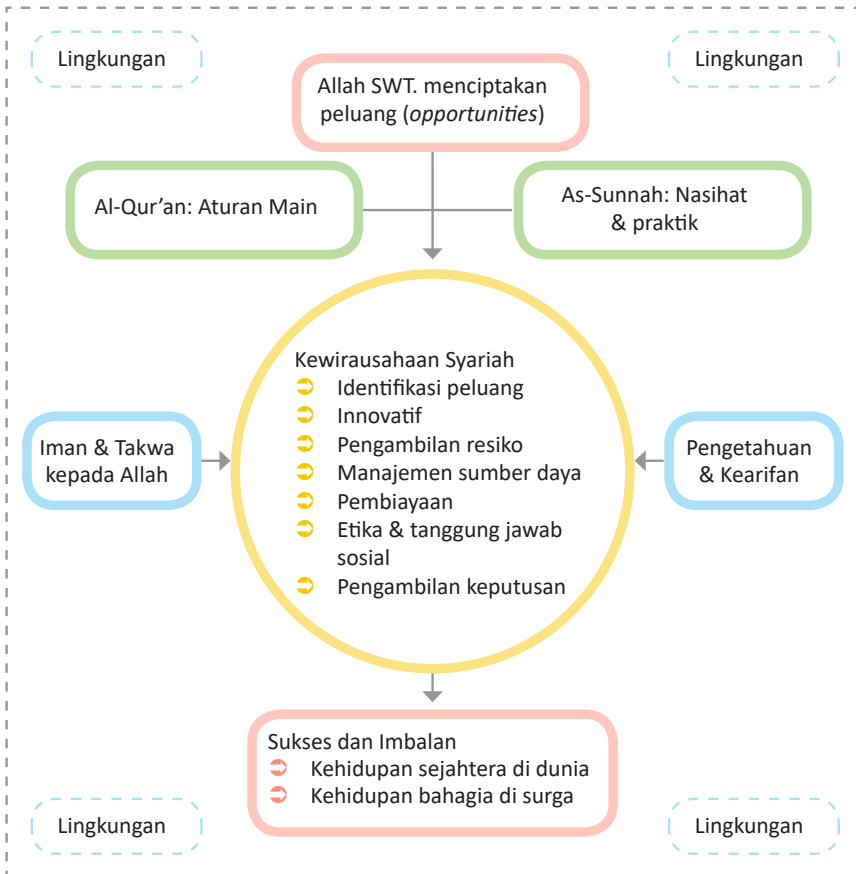 Lingkungan
Lingkungan
Allah SWT. menciptakan
peluang (opportunities)
Al-Qur'an: Aturan Main
As-Sunnah: Nasihat
& praktik
Kewirausahaan Syariah
Identifikasi peluang
Innovatif
Pengambilan resiko
Manajemen sumber daya
Pembiayaan
Etika & tanggung jawab
sosial
Pengambilan keputusan
Iman & Takwa
kepada Allah
Pengetahuan
& Kearifan
Sukses dan Imbalan
Kehidupan sejahtera di dunia
Kehidupan bahagia di surga
Lingkungan
Lingkungan